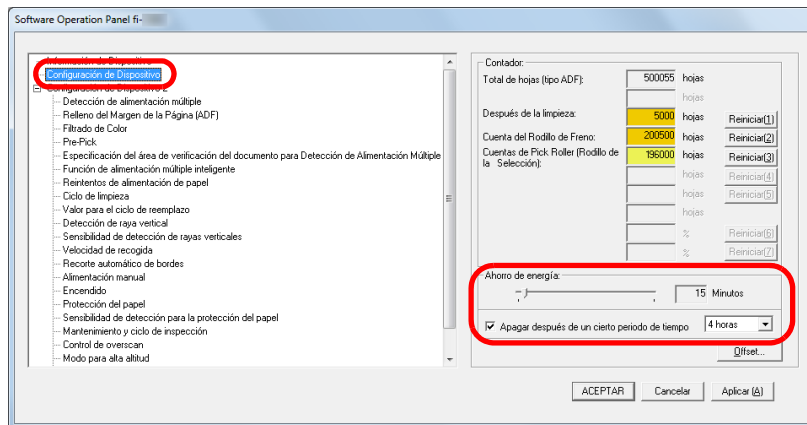 Software Operation Panel fi-
Información de Dispositivo
Configuración de Dispositivo
Configuración de Dispositivo 2
Detección de alimentación múltiple
Relleno del Margen de la Página (ADF)
Filtrado de Color
Pre-Pick
Especificación del área de verificación del documento para Detección de Alimentación Múltiple
Función de alimentación múltiple inteligente
Reintentos de alimentación de papel
Ciclo de limpieza
Valor para el ciclo de reemplazo
Detección de raya vertical
Sensibilidad de detección de rayas verticales
Velocidad de recogida
Recorte automático de bordes
Alimentación manual
Encendido
Protección del papel
Sensibilidad de detección para la protección del papel
Mantenimiento y ciclo de inspección
Control de overscan
Modo para alta altitud
Contador:
Total de hojas (tipo ADF): 500055 hojas
hojas
Después de la limpieza: 5000 hojas Reiniciar(1)
Cuenta del Rodillo de Freno: 200500 hojas Reiniciar(2)
Cuentas de Pick Roller (Rodillo de la Selección): 196000 hojas Reiniciar(3)
hojas Reiniciar(4)
hojas Reiniciar(5)
hojas
% Reiniciar(6)
% Reiniciar(7)
Ahorro de energía:
15 Minutos
Apagar después de un cierto periodo de tiempo 4 horas
Offset...
ACEPTAR Cancelar Aplicar (A)